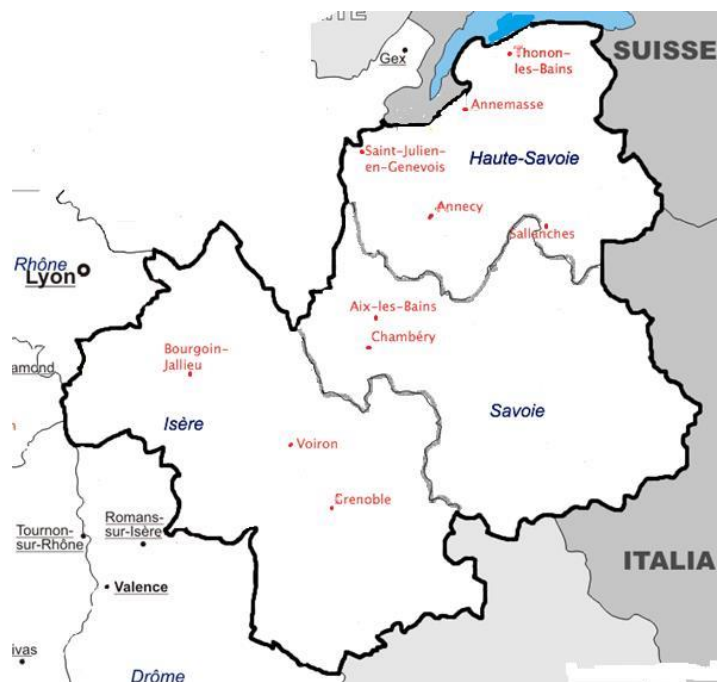 Gex
SUISSE
Thonon-
les-Bains
Annemasse
Saint-Julien-
en-Genevois
Haute-Savoie
Annecy
Sallanches
Rhône
Lyon
Aix-les-Bains
Chambéry
Bourgoin-
Jallieu
amond
Savoie
Isère
Voiron
Grenoble
Tournon-
sur-Rhône
Romans-
sur-Isère
ITALIA
Valence
ivas
Drôme